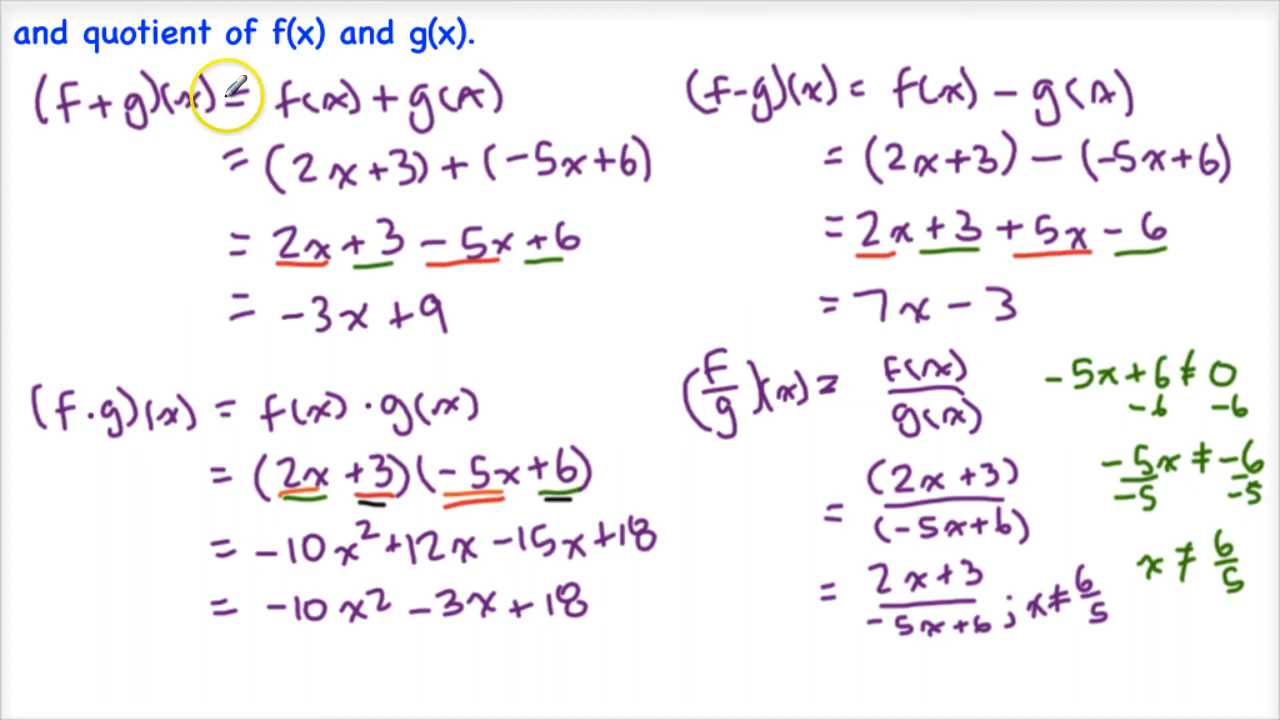 and quotient of f(x) and g(x).
(f+g)(x) = f(x) + g(x)
= (2x+3) + (-5x+6)
= 2x + 3 - 5x + 6
= -3x + 9
(f-g)(x) = f(x) - g(x)
= (2x+3) - (-5x+6)
= 2x + 3 + 5x - 6
= 7x - 3
(f·g)(x) = f(x) · g(x)
= (2x+3)(-5x+6)
= -10x² + 12x - 15x + 18
= -10x² - 3x + 18
(f/g)(x) = f(x)/g(x)
= (2x+3)/(-5x+6)
= 2x+3/-5x+6 ; x ≠ 6/5
-5x + 6 ≠ 0
-6 -6
-5x/-5 ≠ -6/-5
x ≠ 6/5